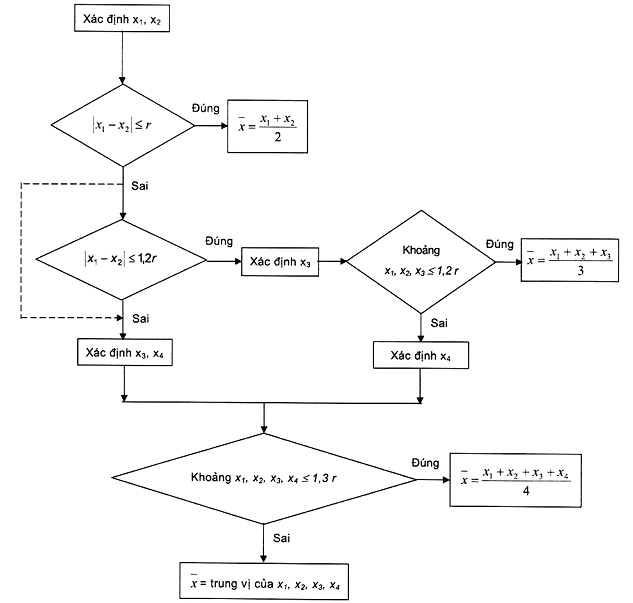 Xác định x₁, x₂
|x₁ − x₂| ≤ r
Đúng
x̄ = (x₁ + x₂)/2
Sai
|x₁ − x₂| ≤ 1,2r
Đúng
Xác định x₃
Khoảng
x₁, x₂, x₃ ≤ 1,2 r
Đúng
x̄ = (x₁ + x₂ + x₃)/3
Sai
Sai
Xác định x₃, x₄
Xác định x₄
Khoảng x₁, x₂, x₃, x₄ ≤ 1,3 r
Đúng
x̄ = (x₁ + x₂ + x₃ + x₄)/4
Sai
x̄ = trung vị của x₁, x₂, x₃, x₄